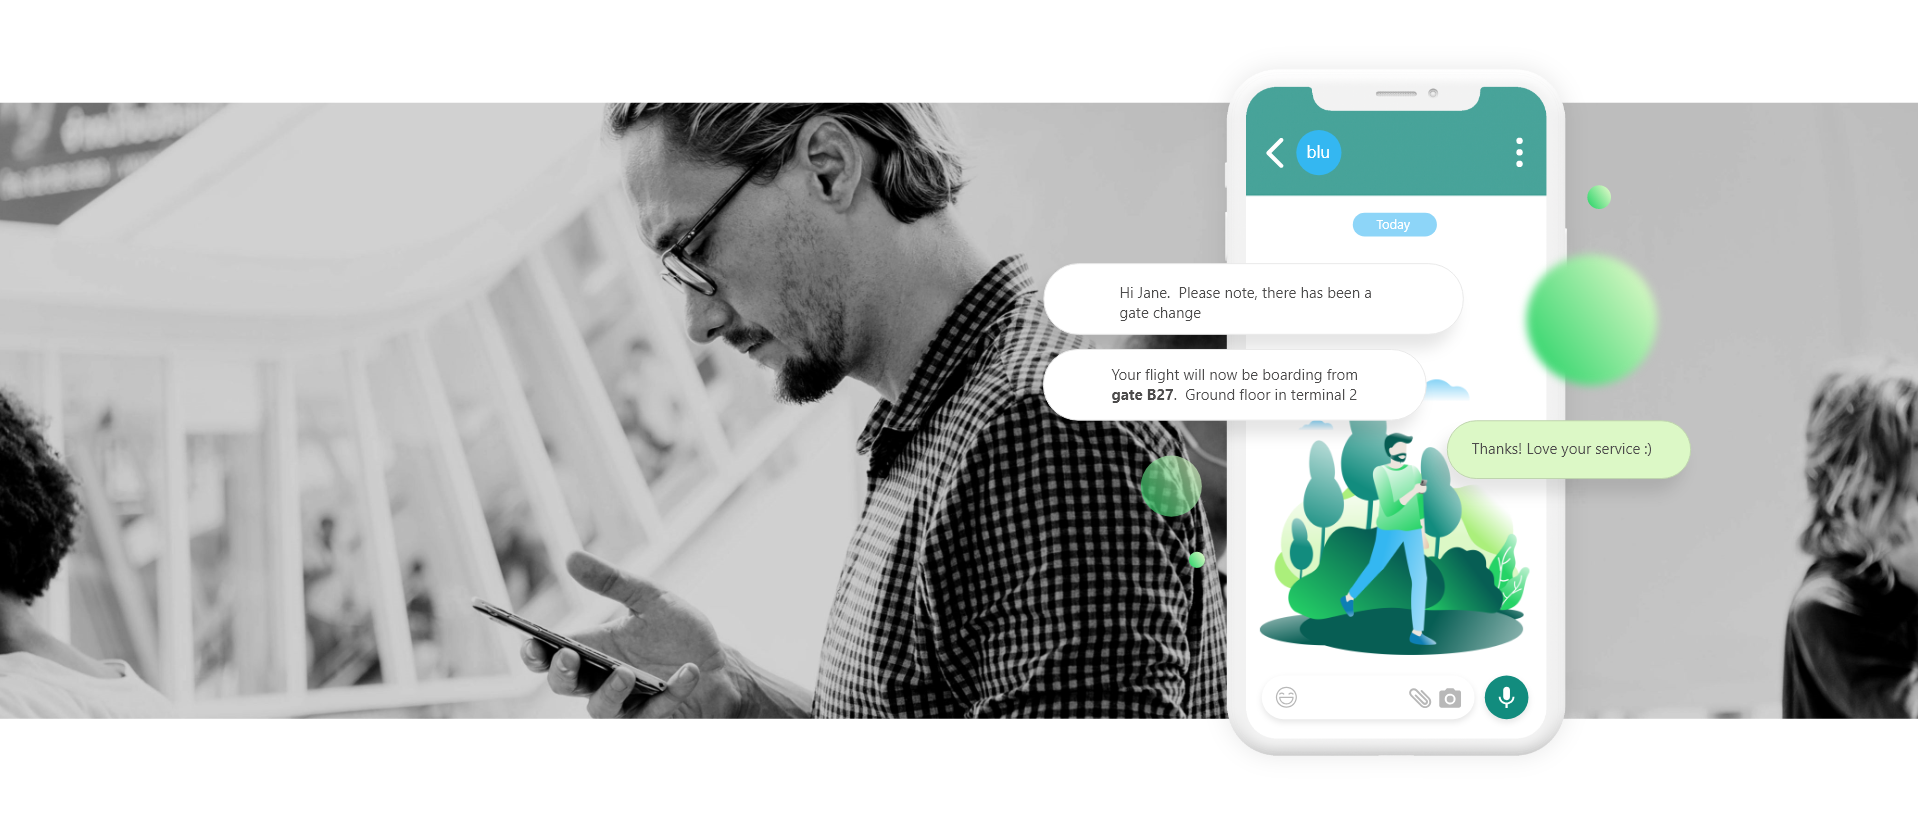 blu
Today
Hi Jane.  Please note, there has been a
gate change
Your flight will now be boarding from
gate B27.  Ground floor in terminal 2
Thanks! Love your service :)